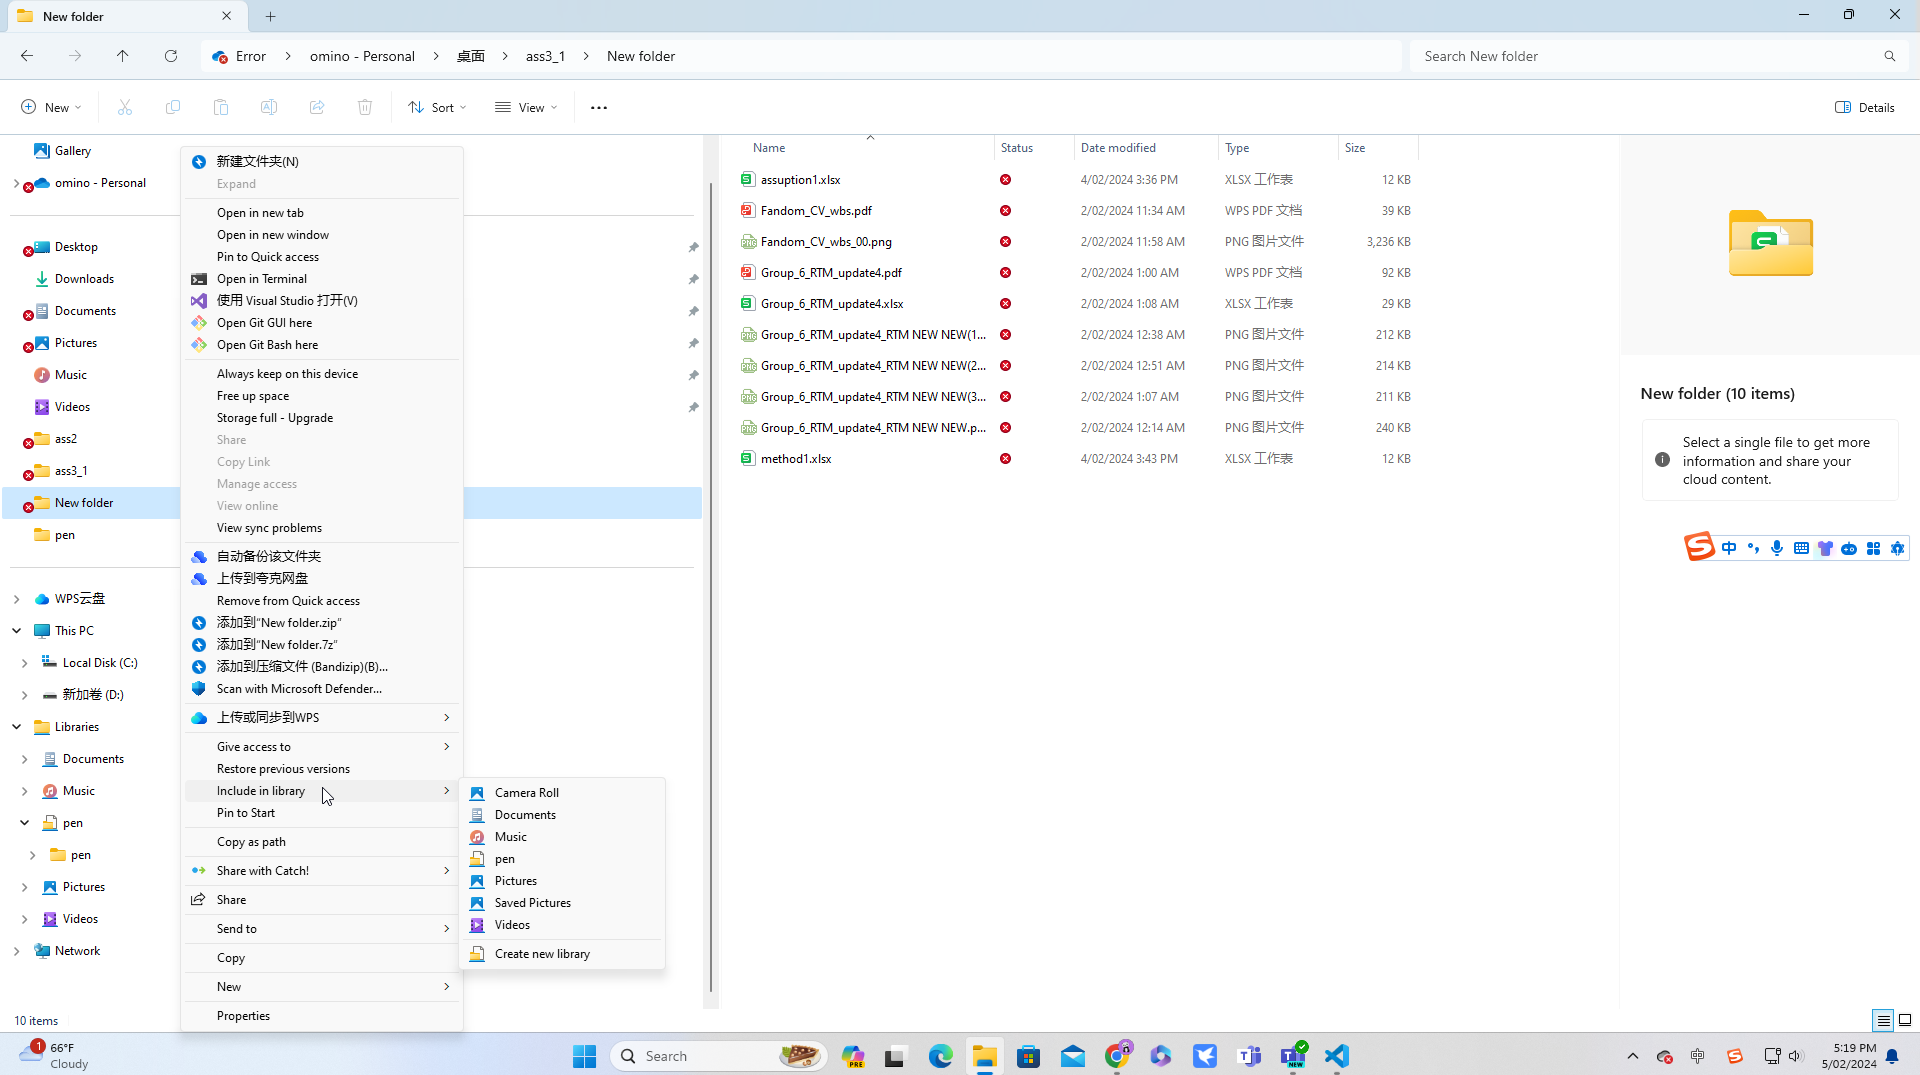 New folder
Error
omino - Personal
桌面
ass3_1
New folder
Search New folder
New
Sort
View
Details
Gallery
omino - Personal
Desktop
Downloads
Documents
Pictures
Music
Videos
ass2
ass3_1
New folder
pen
WPS云盘
This PC
Local Disk (C:)
新加卷 (D:)
Libraries
Documents
Music
pen
pen
Pictures
Videos
Network
10 items
新建文件夹(N)
Expand
Open in new tab
Open in new window
Pin to Quick access
Open in Terminal
使用 Visual Studio 打开(V)
Open Git GUI here
Open Git Bash here
Always keep on this device
Free up space
Storage full - Upgrade
Share
Copy Link
Manage access
View online
View sync problems
自动备份该文件夹
上传到夸克网盘
Remove from Quick access
添加到“New folder.zip”
添加到“New folder.7z”
添加到压缩文件 (Bandizip)(B)...
Scan with Microsoft Defender...
上传或同步到WPS
Give access to
Restore previous versions
Include in library
Pin to Start
Copy as path
Share with Catch!
Share
Send to
Copy
New
Properties
Camera Roll
Documents
Music
pen
Pictures
Saved Pictures
Videos
Create new library
Name Status Date modified Type Size
assuption1.xlsx 4/02/2024 3:36 PM XLSX 工作表 12 KB
Fandom_CV_wbs.pdf 2/02/2024 11:34 AM WPS PDF 文档 39 KB
Fandom_CV_wbs_00.png 2/02/2024 11:58 AM PNG 图片文件 3,236 KB
Group_6_RTM_update4.pdf 2/02/2024 1:00 AM WPS PDF 文档 92 KB
Group_6_RTM_update4.xlsx 2/02/2024 1:08 AM XLSX 工作表 29 KB
Group_6_RTM_update4_RTM NEW NEW(1... 2/02/2024 12:38 AM PNG 图片文件 212 KB
Group_6_RTM_update4_RTM NEW NEW(2... 2/02/2024 12:51 AM PNG 图片文件 214 KB
Group_6_RTM_update4_RTM NEW NEW(3... 2/02/2024 1:07 AM PNG 图片文件 211 KB
Group_6_RTM_update4_RTM NEW NEW.p... 2/02/2024 12:14 AM PNG 图片文件 240 KB
method1.xlsx 4/02/2024 3:43 PM XLSX 工作表 12 KB
New folder (10 items)
Select a single file to get more
information and share your
cloud content.
中
1
66°F
Cloudy
Search
PRE
NEW
中
5:19 PM
5/02/2024